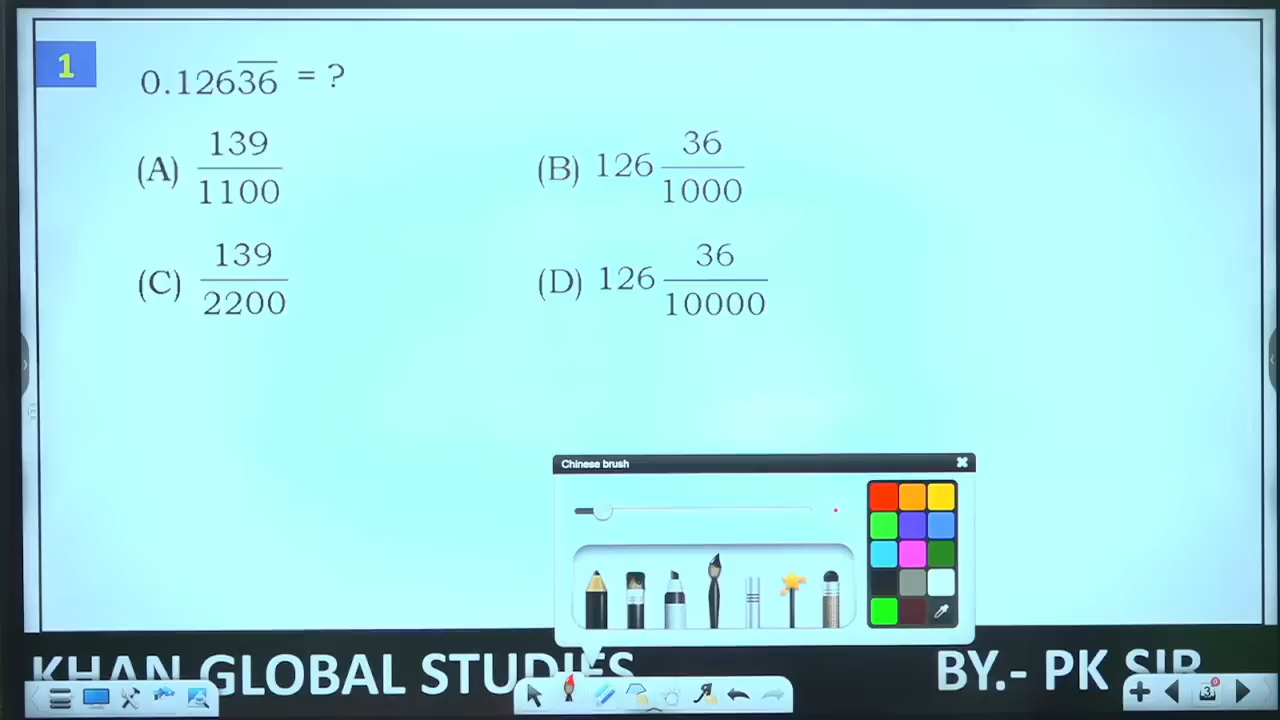 1
0.126$\overline{36}$ = ?
(A) $\frac{139}{1100}$ (B) 126 $\frac{36}{1000}$
(C) $\frac{139}{2200}$ (D) 126 $\frac{36}{10000}$
Chinese brush
KHAN GLOBAL STUDIES BY.- PK SIR
3